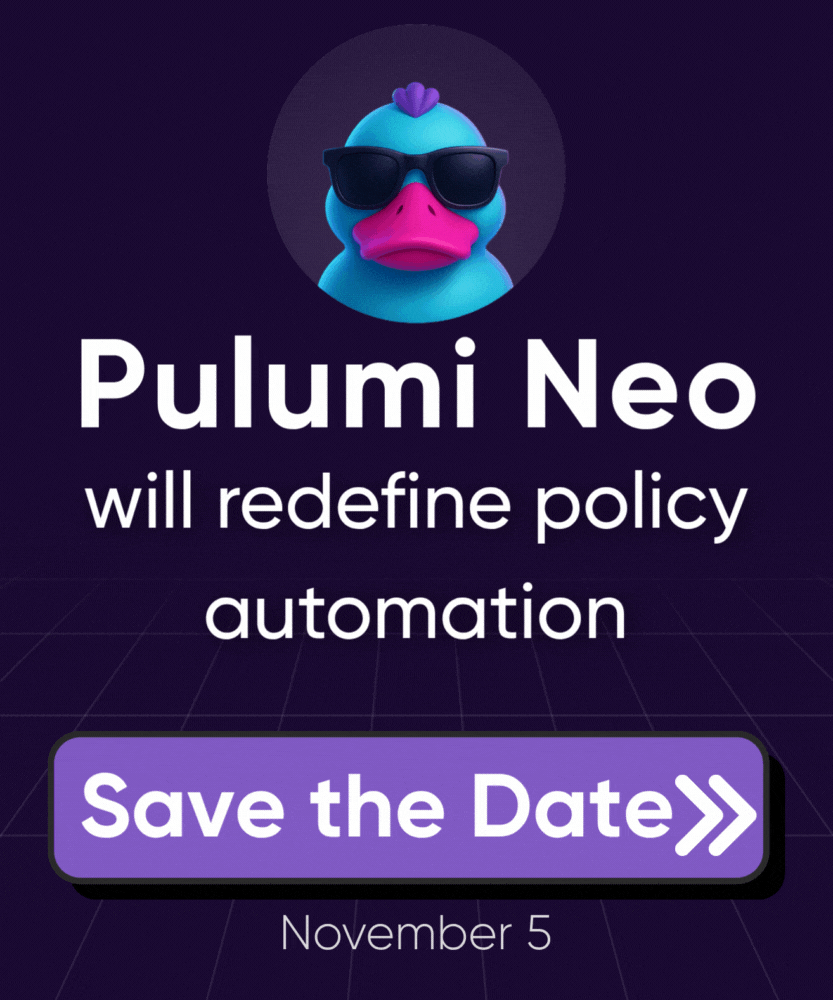 Pulumi Neo
will redefine policy
automation
Save the Date
November 5